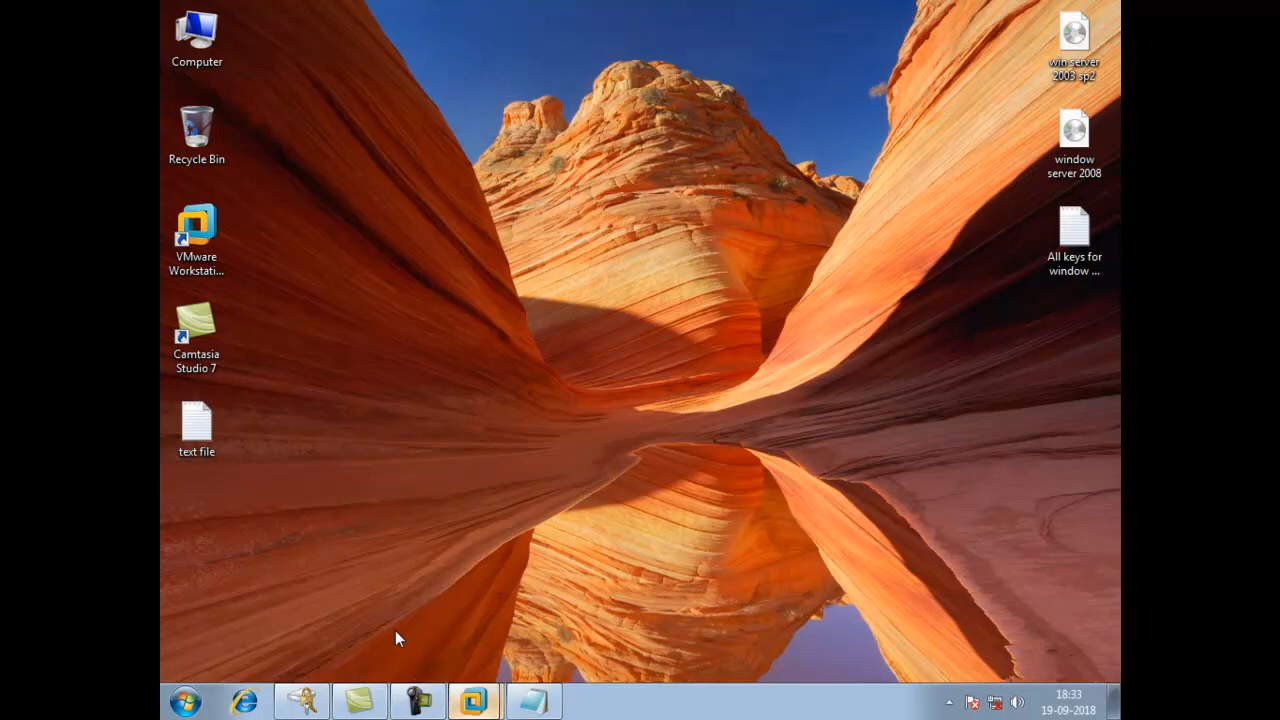 Computer
Recycle Bin
VMware
Workstati...
Camtasia
Studio 7
text file
win server
2003 sp2
window
server 2008
All keys for
window ...
18:33
19-09-2018